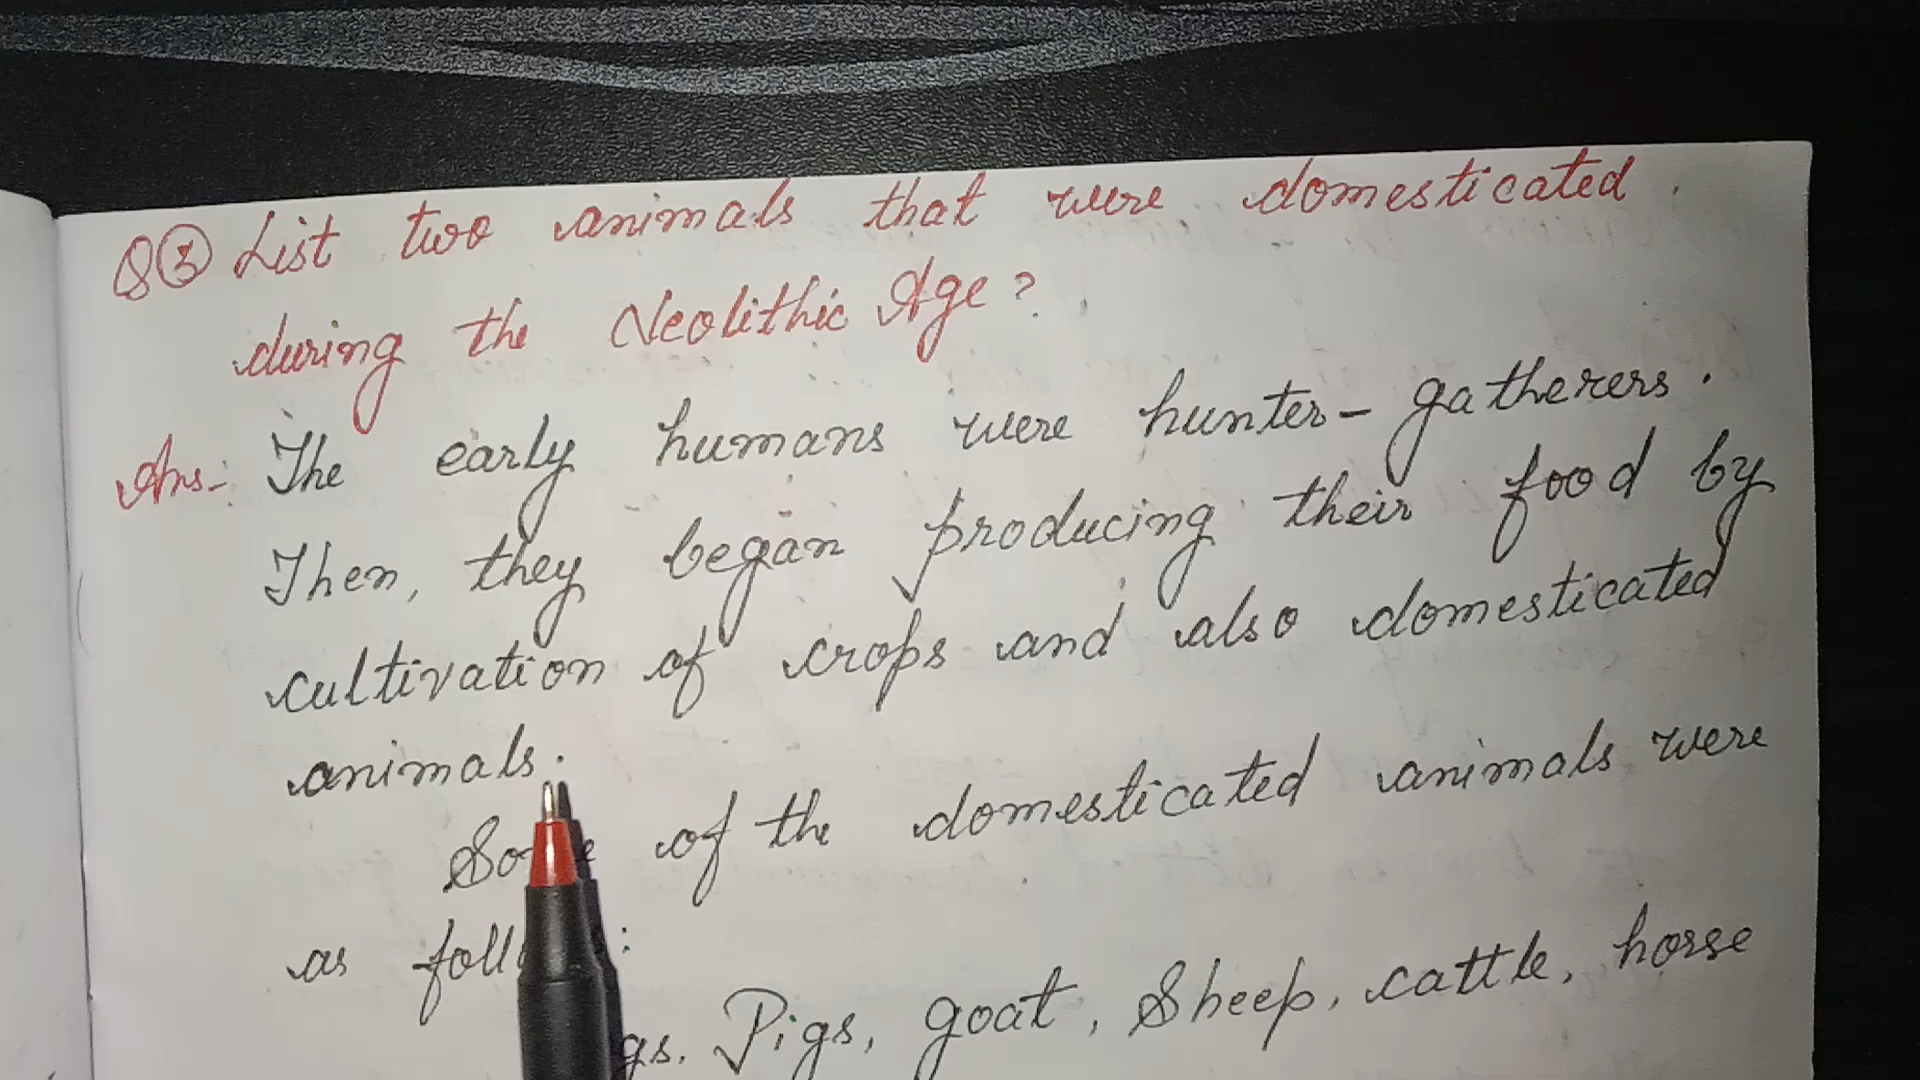 Q③ List two animals that were domesticated
during the Neolithic Age?
Ans:- The early humans were hunter-gatherers.
Then, they began producing their food by
cultivation of crops and also domesticated
animals.
of the domesticated animals were
as
Pigs, goat, Sheep, cattle, horse